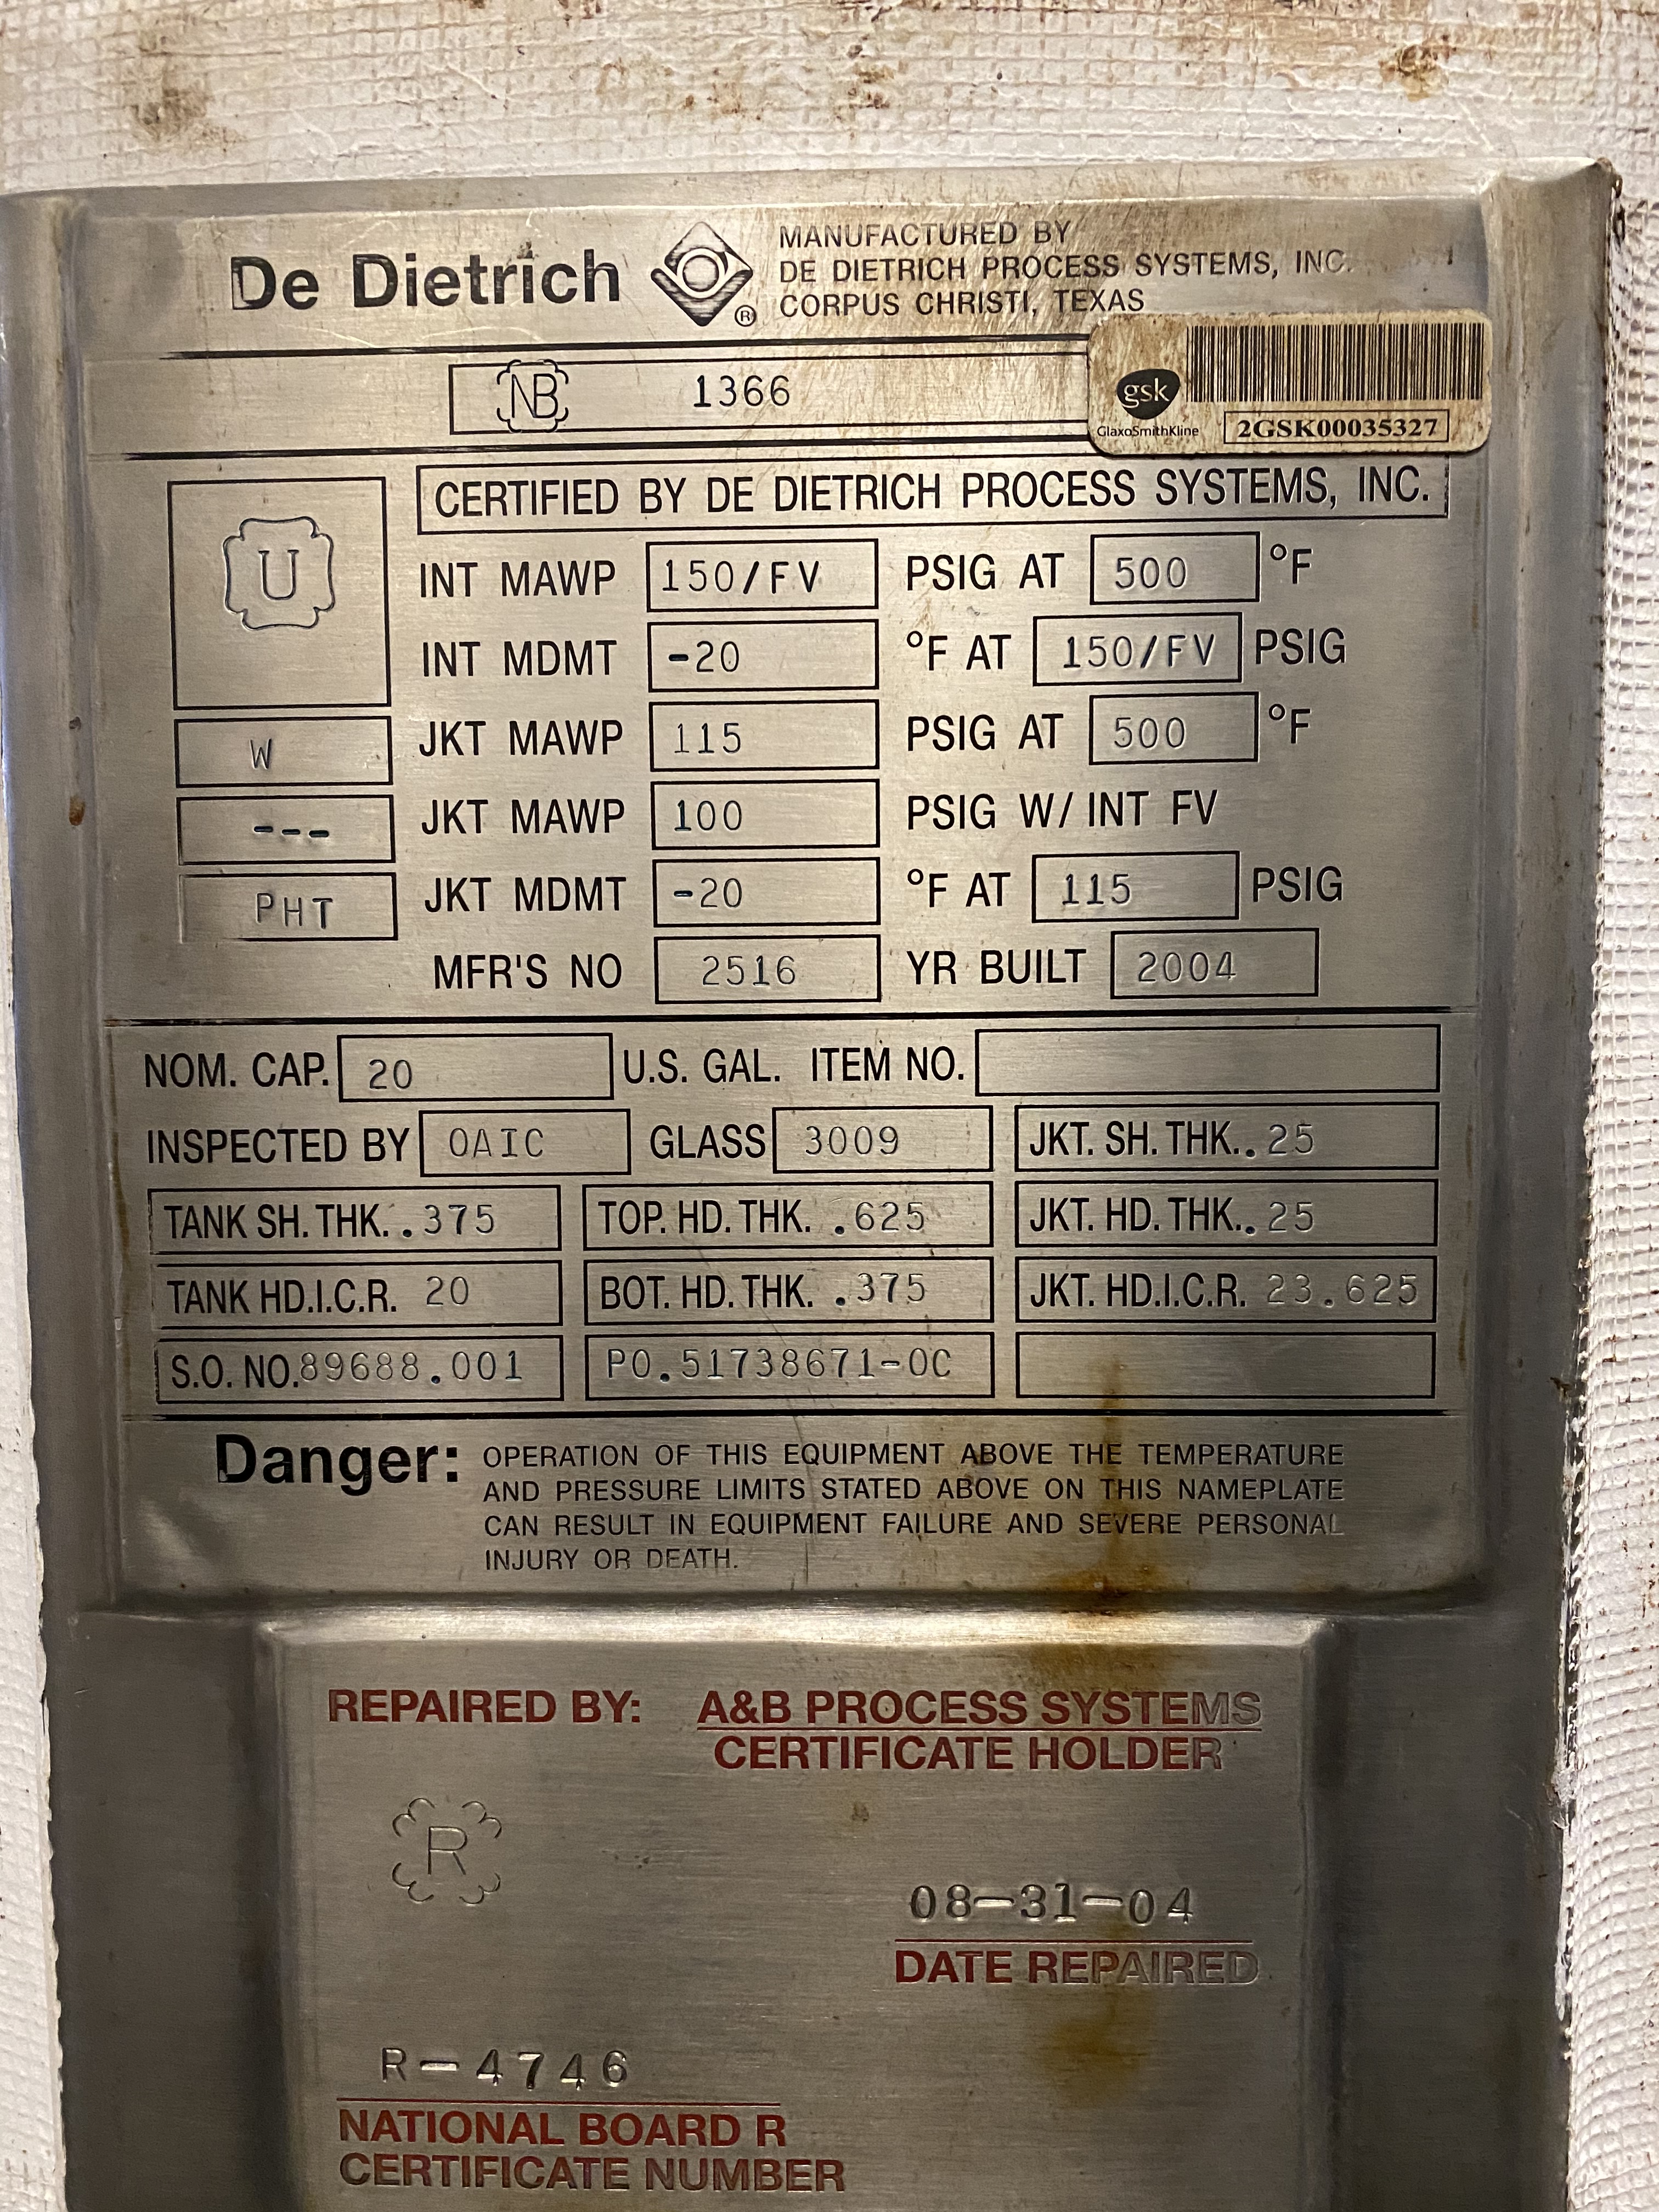 De Dietrich ® MANUFACTURED BY
DE DIETRICH PROCESS SYSTEMS, INC.
CORPUS CHRISTI, TEXAS
NB 1366
gsk
GlaxoSmithKline 2GSK00035327
CERTIFIED BY DE DIETRICH PROCESS SYSTEMS, INC.
U
INT MAWP 150/FV PSIG AT 500 °F
INT MDMT -20 °F AT 150/FV PSIG
W JKT MAWP 115 PSIG AT 500 °F
--- JKT MAWP 100 PSIG W/ INT FV
PHT JKT MDMT -20 °F AT 115 PSIG
MFR'S NO 2516 YR BUILT 2004
NOM. CAP. 20 U.S. GAL. ITEM NO.
INSPECTED BY OAIC GLASS 3009 JKT. SH. THK. .25
TANK SH. THK. .375 TOP. HD. THK. .625 JKT. HD. THK. .25
TANK HD.I.C.R. 20 BOT. HD. THK. .375 JKT. HD.I.C.R. 23.625
S.O. NO.89688.001 PO.51738671-OC
Danger: OPERATION OF THIS EQUIPMENT ABOVE THE TEMPERATURE
AND PRESSURE LIMITS STATED ABOVE ON THIS NAMEPLATE
CAN RESULT IN EQUIPMENT FAILURE AND SEVERE PERSONAL
INJURY OR DEATH.
REPAIRED BY: A&B PROCESS SYSTEMS
CERTIFICATE HOLDER
R
08-31-04
DATE REPAIRED
R-4746
NATIONAL BOARD R
CERTIFICATE NUMBER